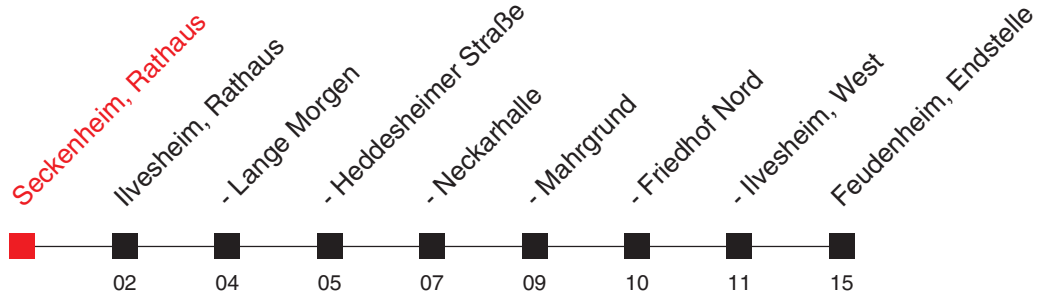 Seckenheim, Rathaus
Ilvesheim, Rathaus
- Lange Morgen
- Heddesheimer Straße
- Neckarhalle
- Mahrgrund
- Friedhof Nord
- Ilvesheim, West
Feudenheim, Endstelle
02 04 05 07 09 10 11 15